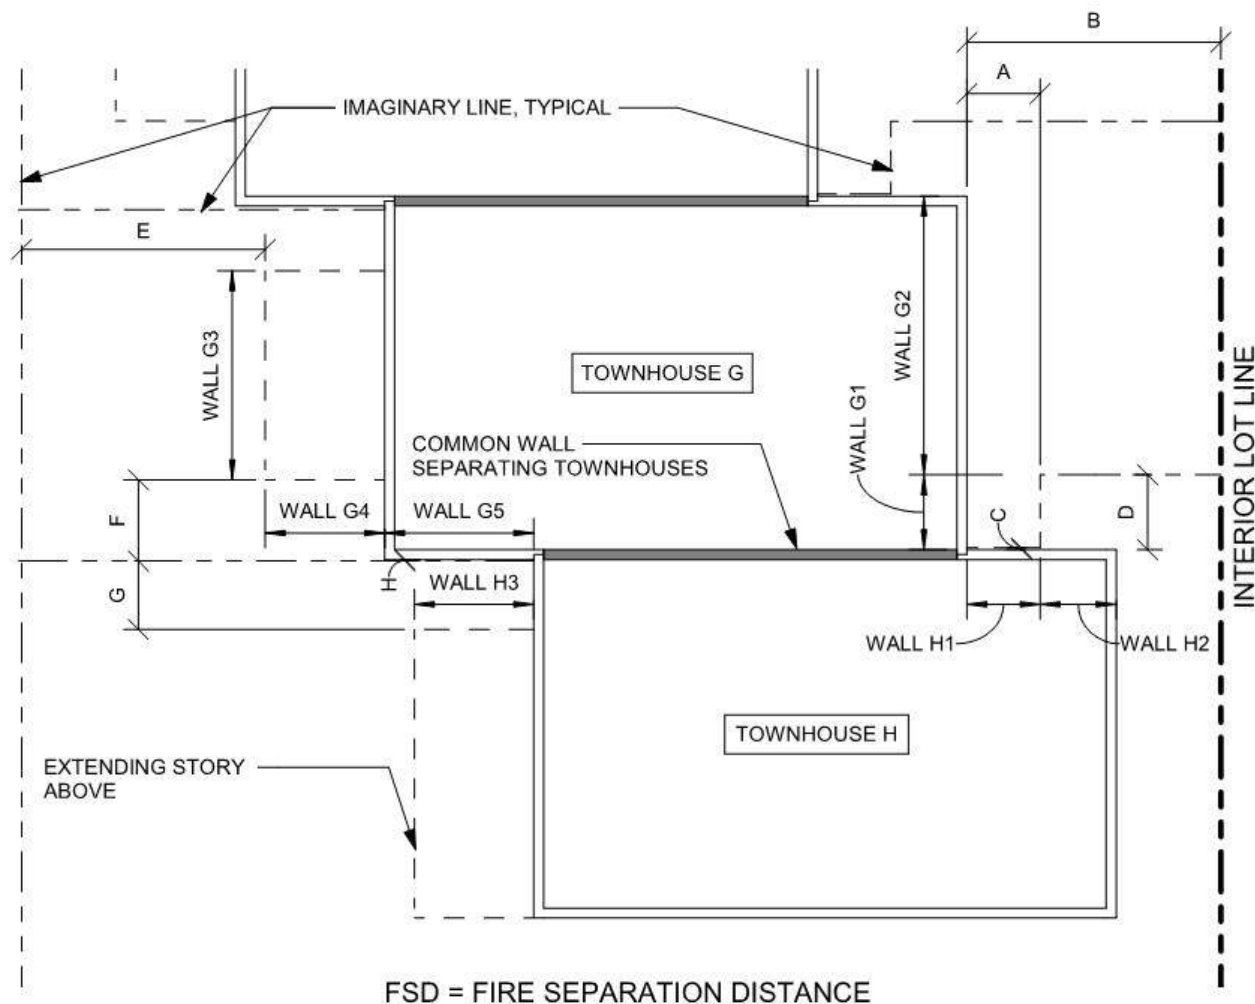 B
A
IMAGINARY LINE, TYPICAL
E
WALL G3
WALL G2
TOWNHOUSE G
WALL G1
COMMON WALL
SEPARATING TOWNHOUSES
INTERIOR LOT LINE
F
WALL G4
WALL G5
C
D
H
G
WALL H3
WALL H1
WALL H2
TOWNHOUSE H
EXTENDING STORY
ABOVE
FSD = FIRE SEPARATION DISTANCE